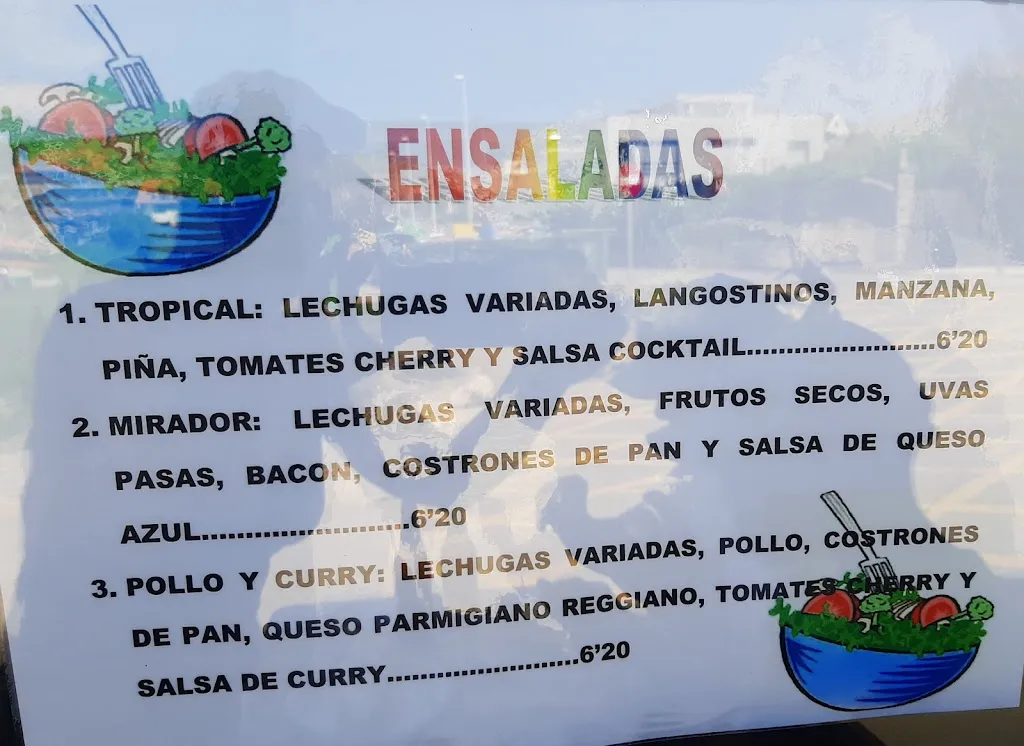 ENSALADAS
1. TROPICAL: LECHUGAS VARIADAS, LANGOSTINOS, MANZANA,
PIÑA, TOMATES CHERRY Y SALSA COCKTAIL........................6'20
2. MIRADOR: LECHUGAS VARIADAS, FRUTOS SECOS, UVAS
PASAS, BACON, COSTRONES DE PAN Y SALSA DE QUESO
AZUL..........................6'20
3. POLLO Y CURRY: LECHUGAS VARIADAS, POLLO, COSTRONES
DE PAN, QUESO PARMIGIANO REGGIANO, TOMATES CHERRY Y
SALSA DE CURRY........................6'20